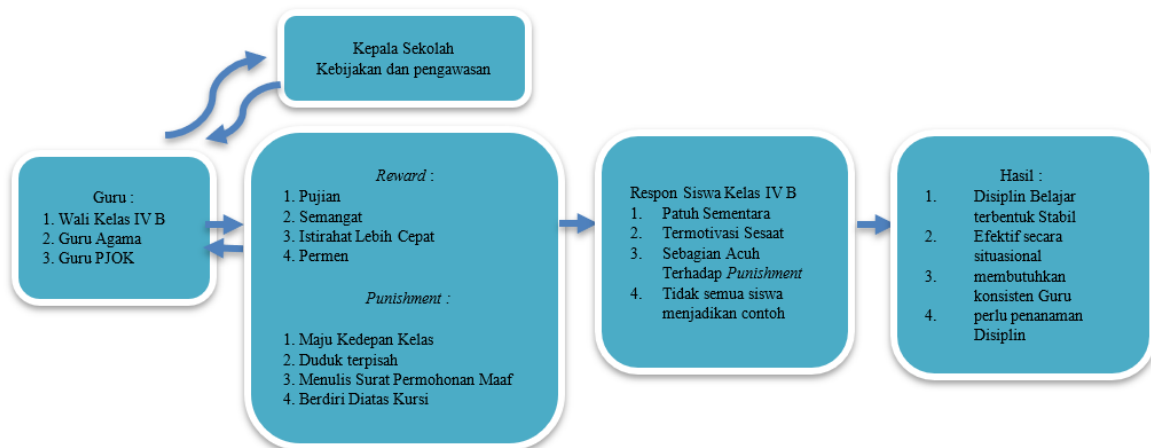 Kepala Sekolah
Kebijakan dan pengawasan
Guru :
1. Wali Kelas IV B
2. Guru Agama
3. Guru PJOK
Reward :
1. Pujian
2. Semangat
3. Istirahat Lebih Cepat
4. Permen
Punishment :
1. Maju Kedepan Kelas
2. Duduk terpisah
3. Menulis Surat Permohonan Maaf
4. Berdiri Diatas Kursi
Respon Siswa Kelas IV B
1. Patuh Sementara
2. Termotivasi Sesaat
3. Sebagian Acuh
Terhadap Punishment
4. Tidak semua siswa
menjadikan contoh
Hasil :
1. Disiplin Belajar
terbentuk Stabil
2. Efektif secara
situasional
3. membutuhkan
konsisten Guru
4. perlu penanaman
Disiplin